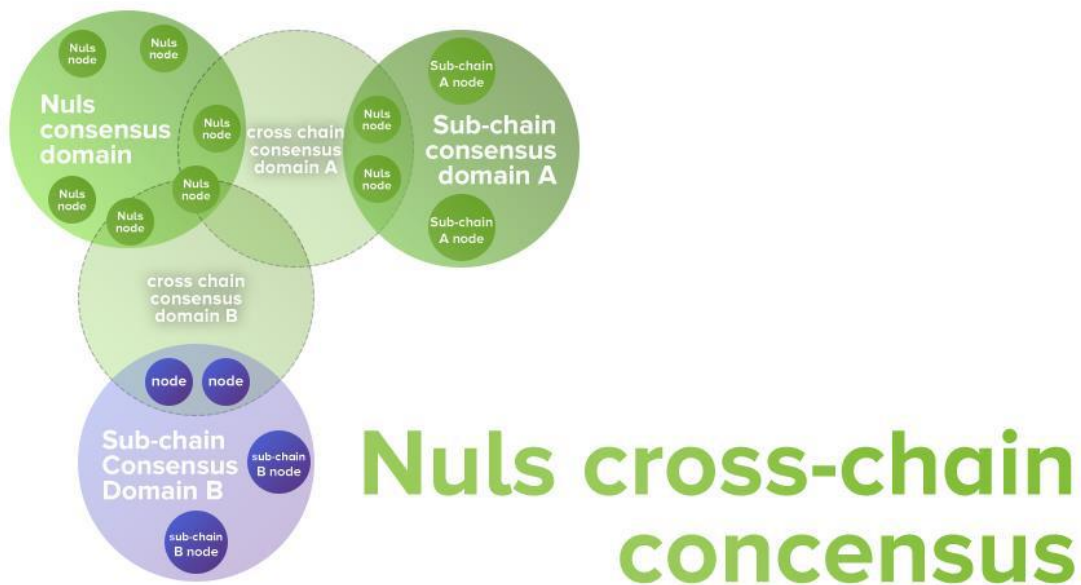 Nuls
node
Nuls
node
Nuls
consensus
domain
Nuls
node
Nuls
node
Nuls
node
Nuls
node
cross chain
consensus
domain A
Nuls
node
Nuls
node
Sub-chain
A node
Sub-chain
consensus
domain A
Sub-chain
A node
cross chain
consensus
domain B
node
node
Sub-chain
Consensus
Domain B
sub-chain
B node
sub-chain
B node
Nuls cross-chain
concensus